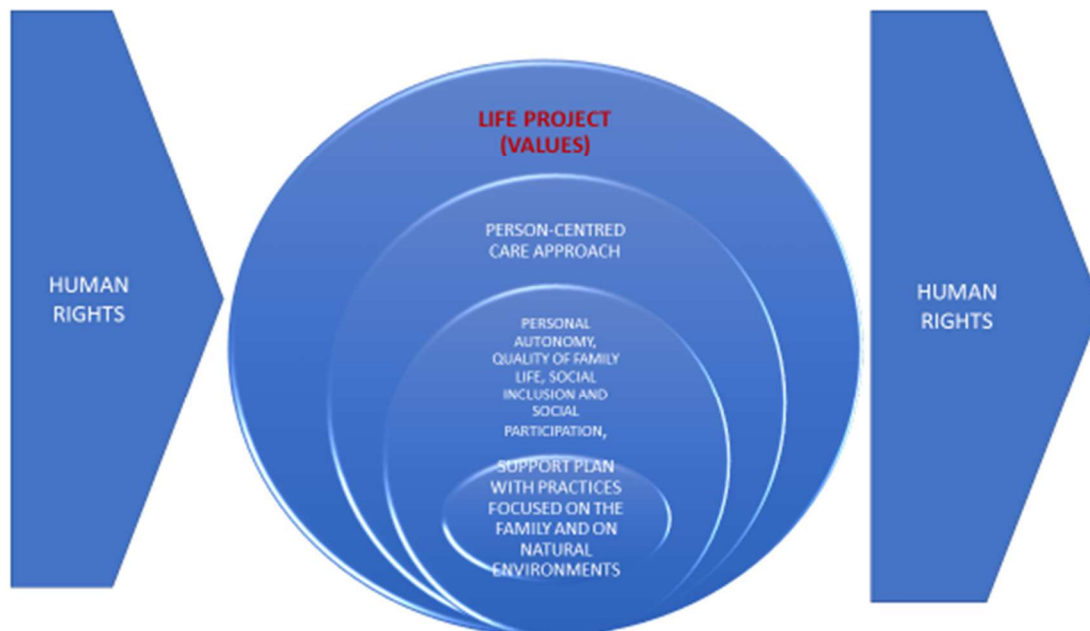 HUMAN
RIGHTS
LIFE PROJECT
(VALUES)
PERSON-CENTRED
CARE APPROACH
PERSONAL
AUTONOMY,
QUALITY OF FAMILY
LIFE, SOCIAL
INCLUSION AND
SOCIAL
PARTICIPATION,
SUPPORT PLAN
WITH PRACTICES
FOCUSED ON THE
FAMILY AND ON
NATURAL
ENVIRONMENTS
HUMAN
RIGHTS